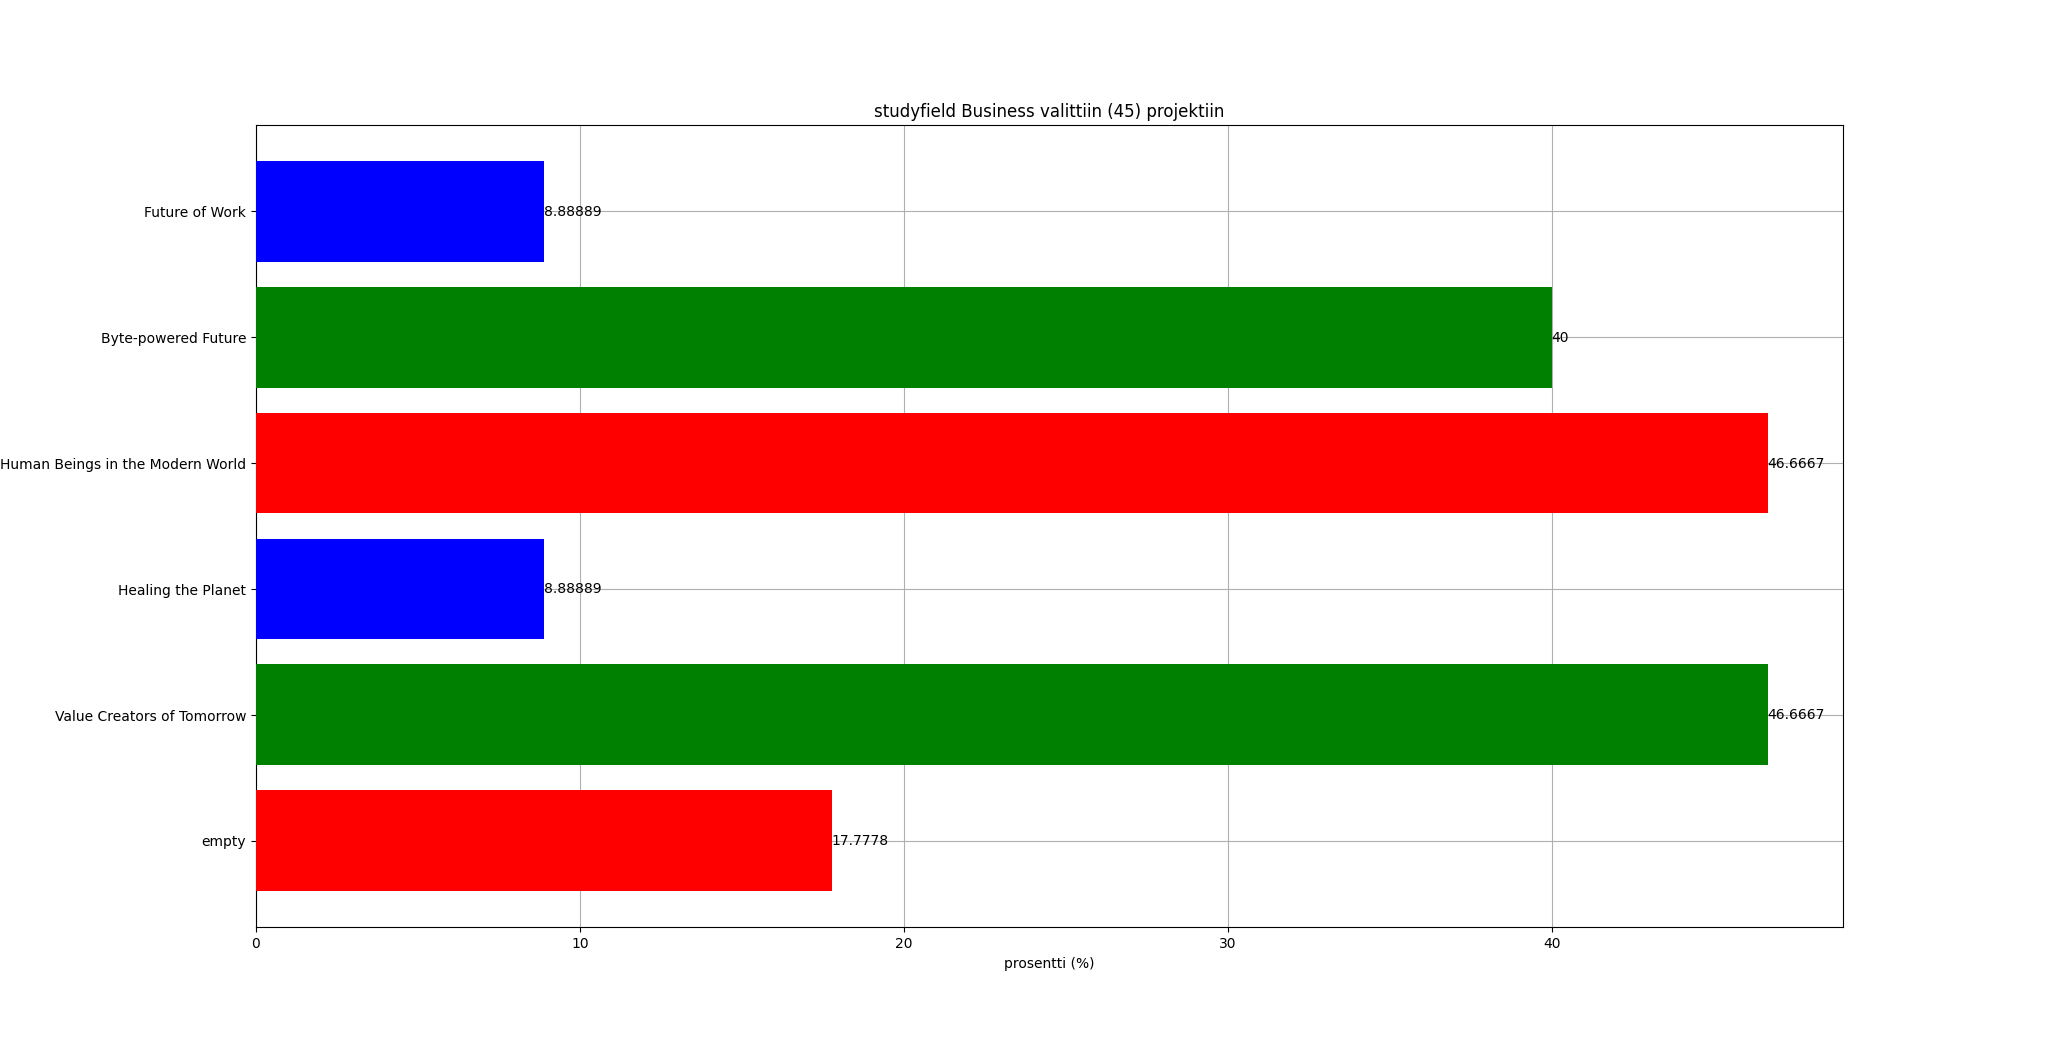 studyfield Business valittiin (45) projektiin
Future of Work
8.88889
Byte-powered Future
40
Human Beings in the Modern World
46.6667
Healing the Planet
8.88889
Value Creators of Tomorrow
46.6667
empty
17.7778
0 10 20 30 40
prosentti (%)